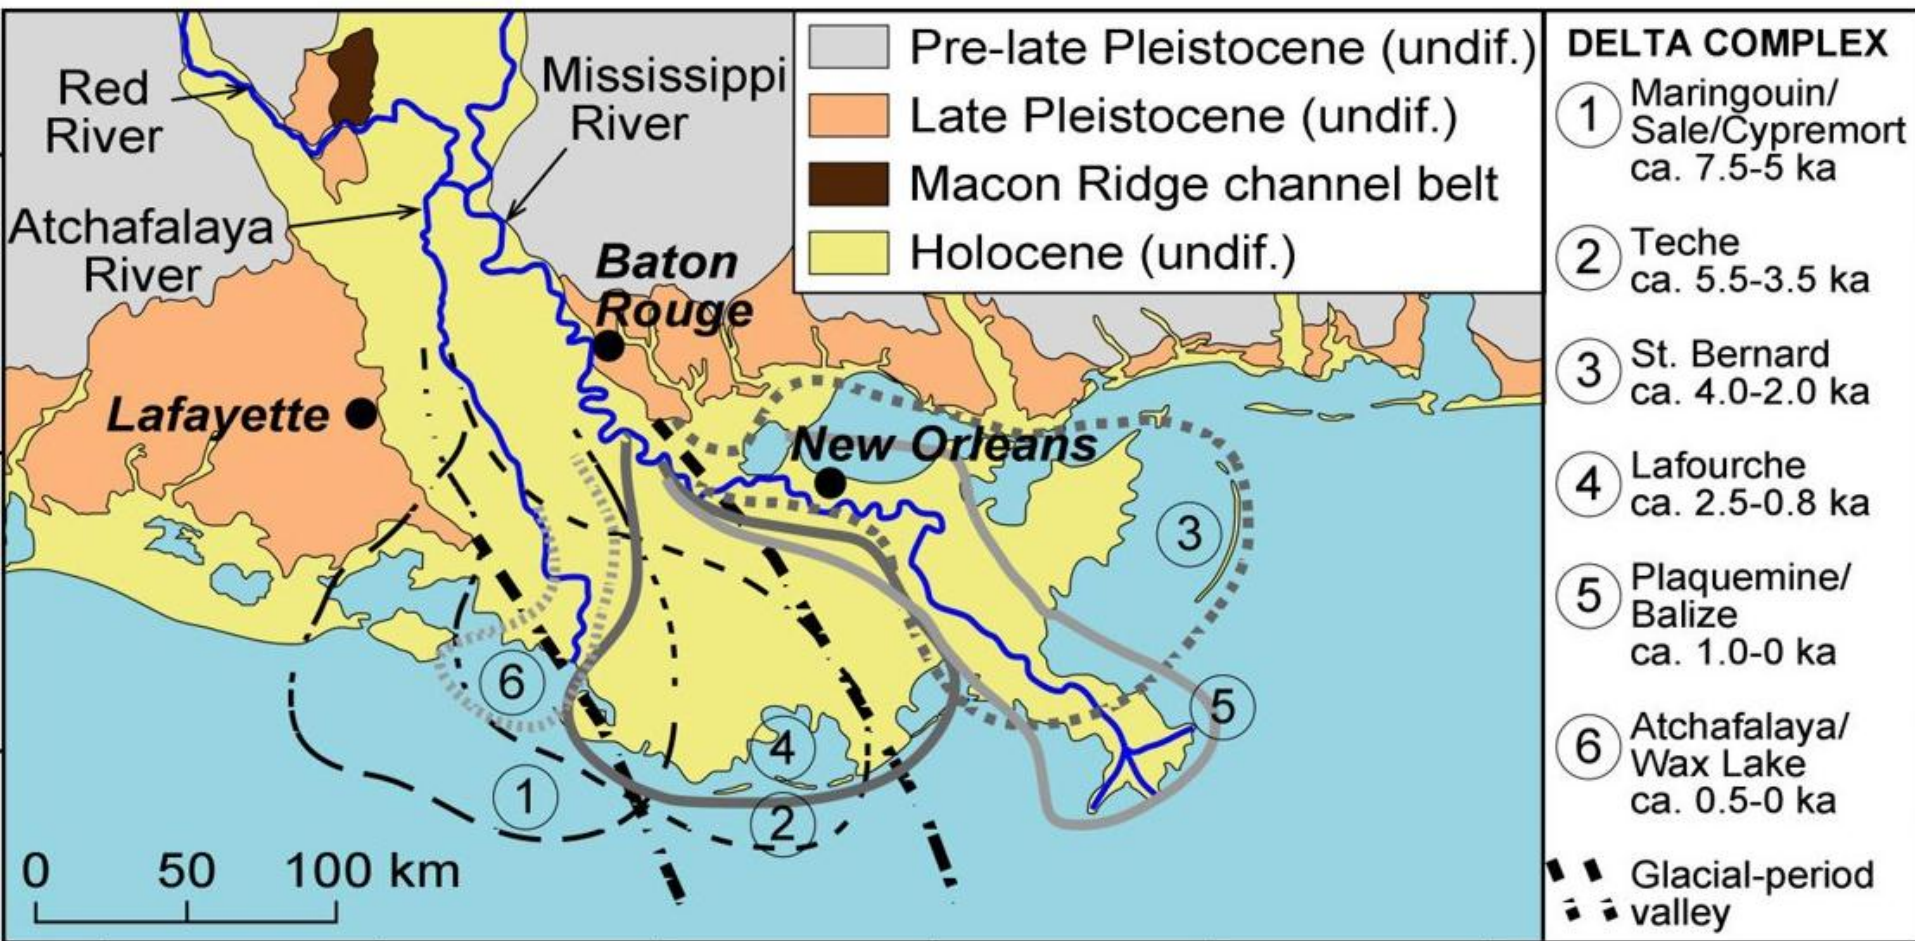 Red
River
Mississippi
River
Atchafalaya
River
Baton
Rouge
Lafayette
New Orleans
3
5
6
4
1
2
0 50 100 km
Pre-late Pleistocene (undif.)
Late Pleistocene (undif.)
Macon Ridge channel belt
Holocene (undif.)
DELTA COMPLEX
1 Maringouin/
Sale/Cypremort
ca. 7.5-5 ka
2 Teche
ca. 5.5-3.5 ka
3 St. Bernard
ca. 4.0-2.0 ka
4 Lafourche
ca. 2.5-0.8 ka
5 Plaquemine/
Balize
ca. 1.0-0 ka
6 Atchafalaya/
Wax Lake
ca. 0.5-0 ka
Glacial-period
valley